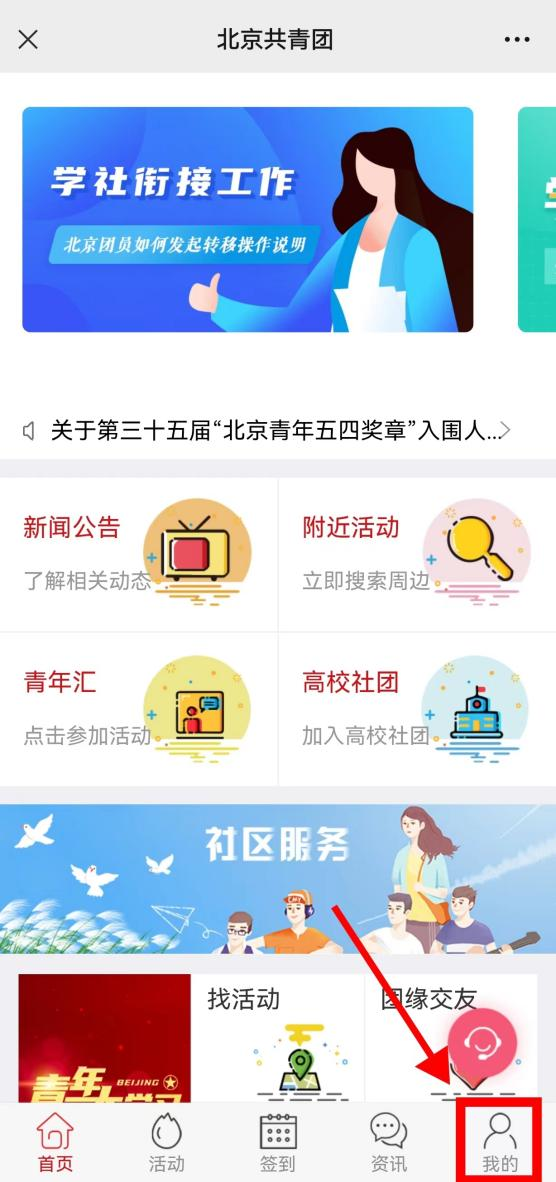 北京共青团
学社衔接工作
北京团员如何发起转移操作说明
关于第三十五届“北京青年五四奖章”入围人...
新闻公告
了解相关动态
附近活动
立即搜索周边
青年汇
点击参加活动
高校社团
加入高校社团
社区服务
找活动
团缘交友
青年
BEIJING
首页
活动
签到
资讯
我的